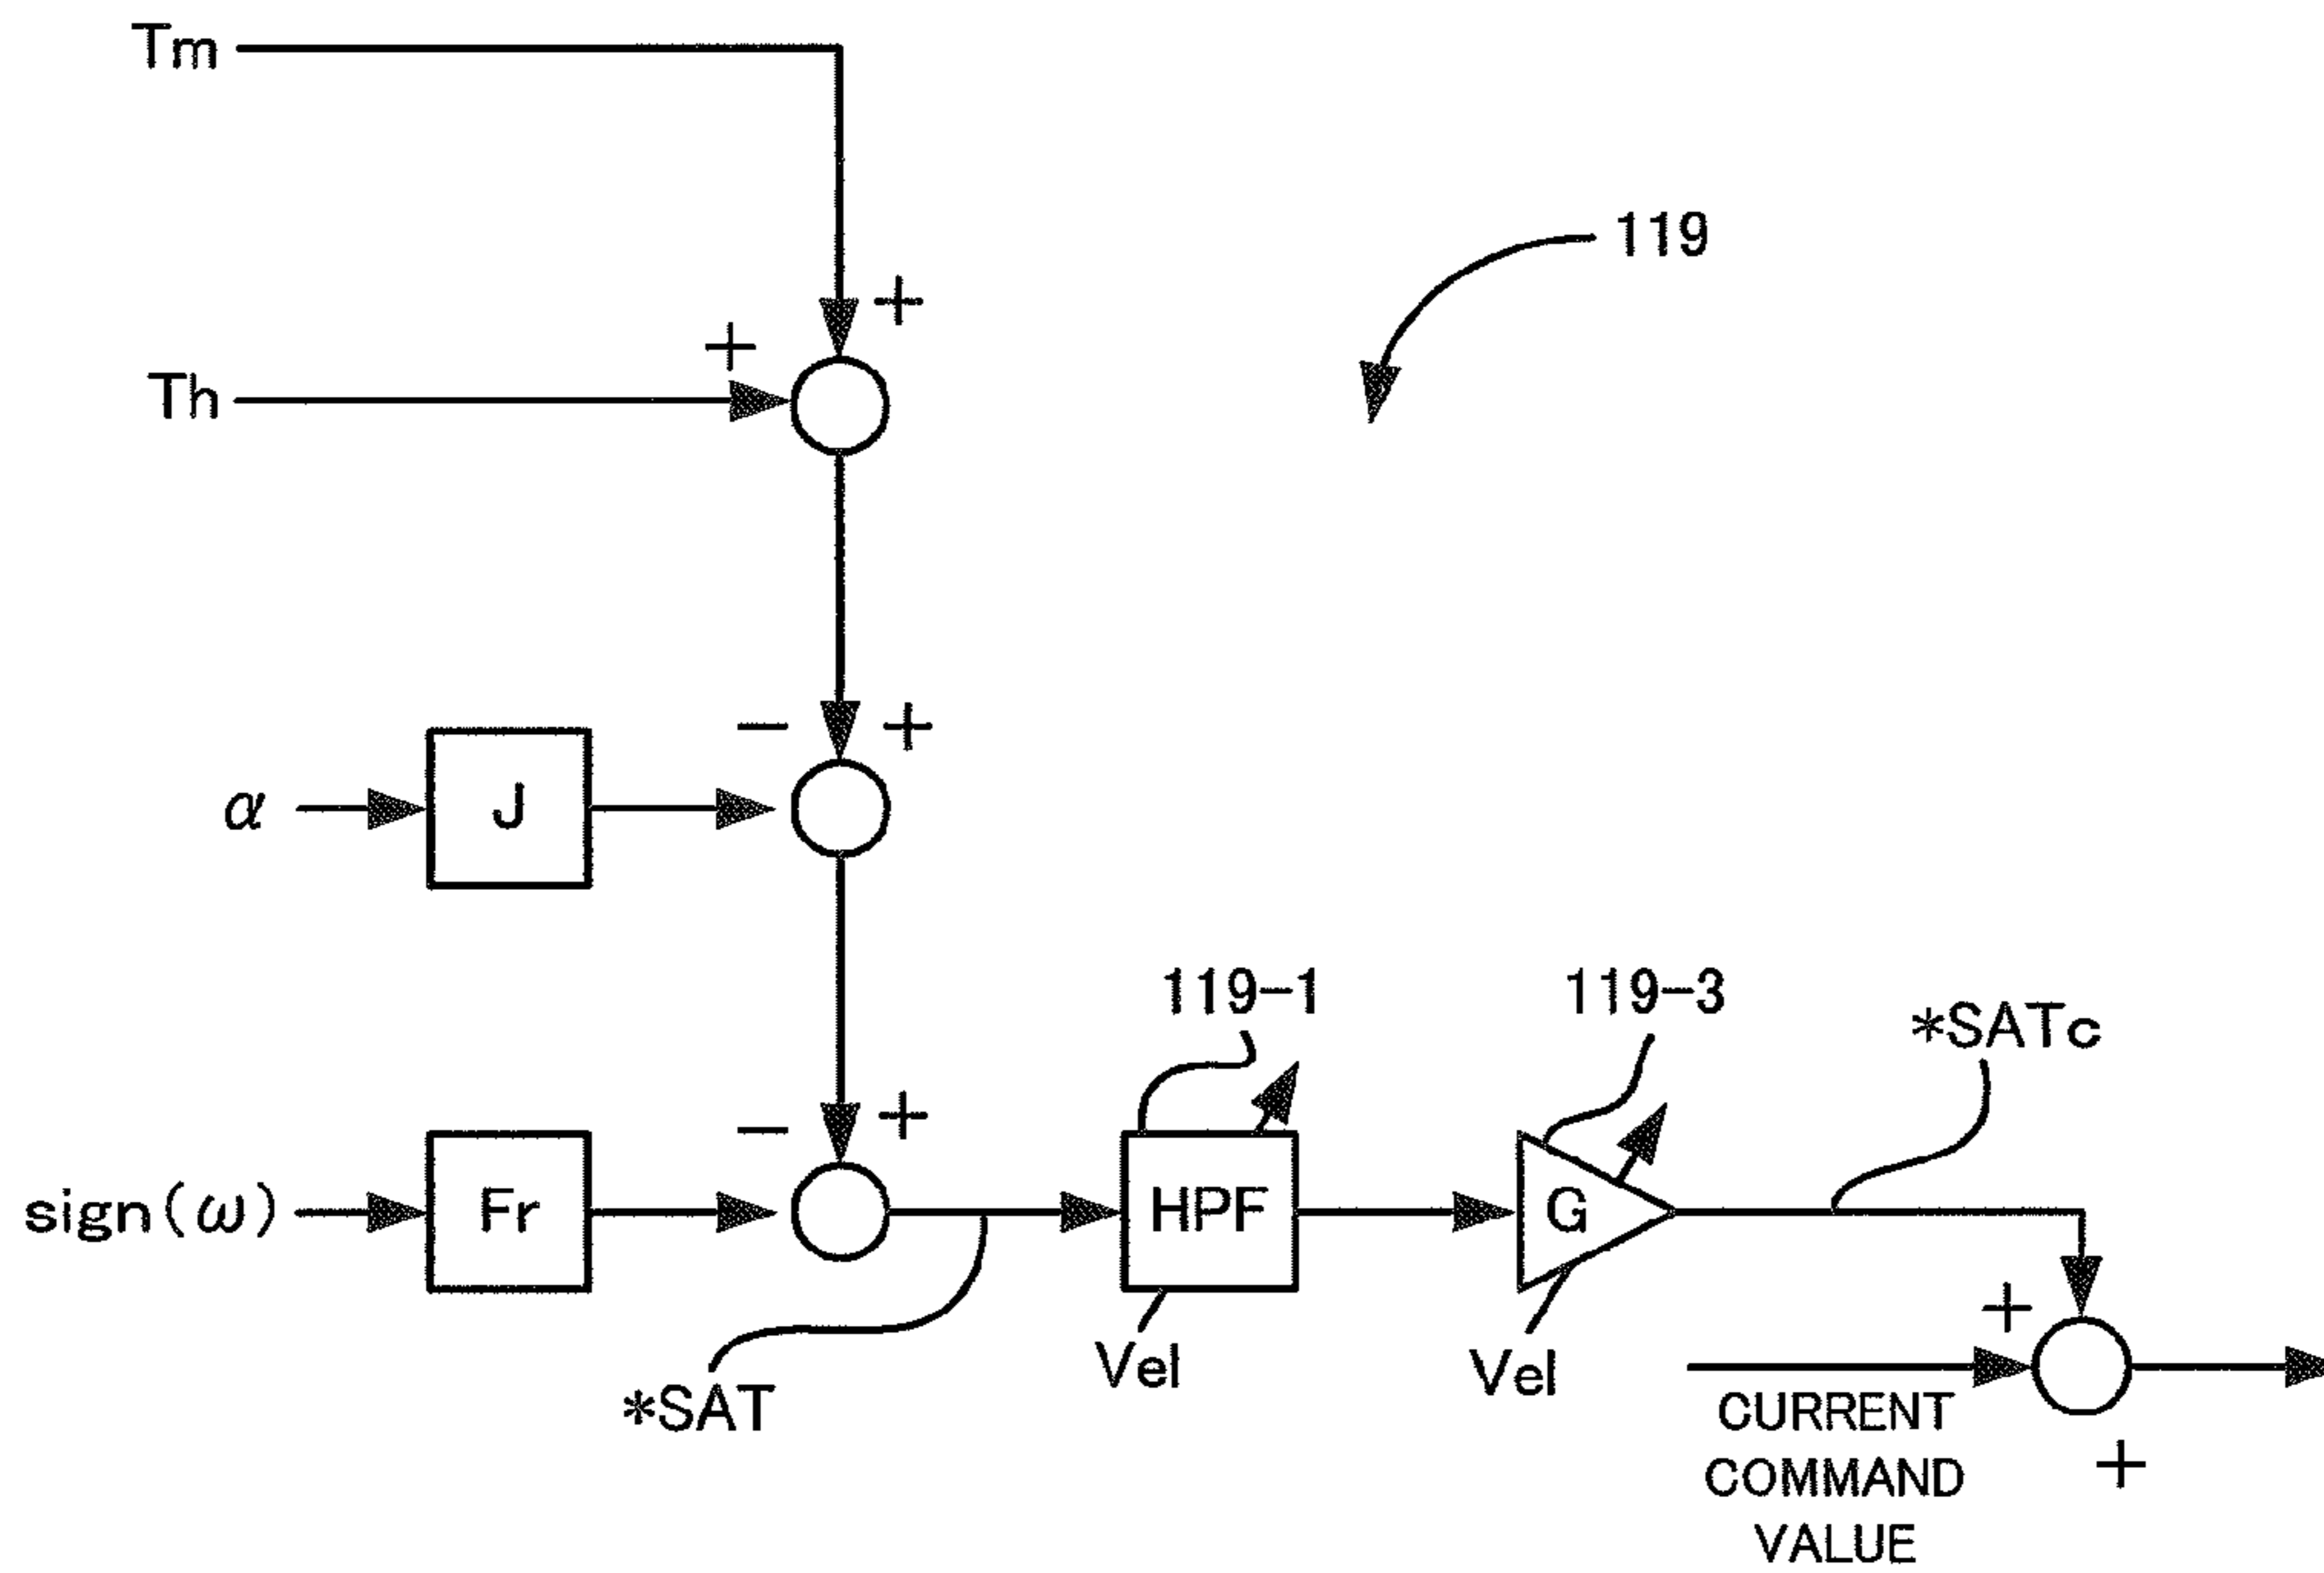 Tm
119
+
+
Th
- +
α
J
119-1
119-3
*SATc
- +
sign(ω)
Fr
HPF
G
+
Vel
Vel
*SAT
CURRENT
COMMAND
VALUE
+